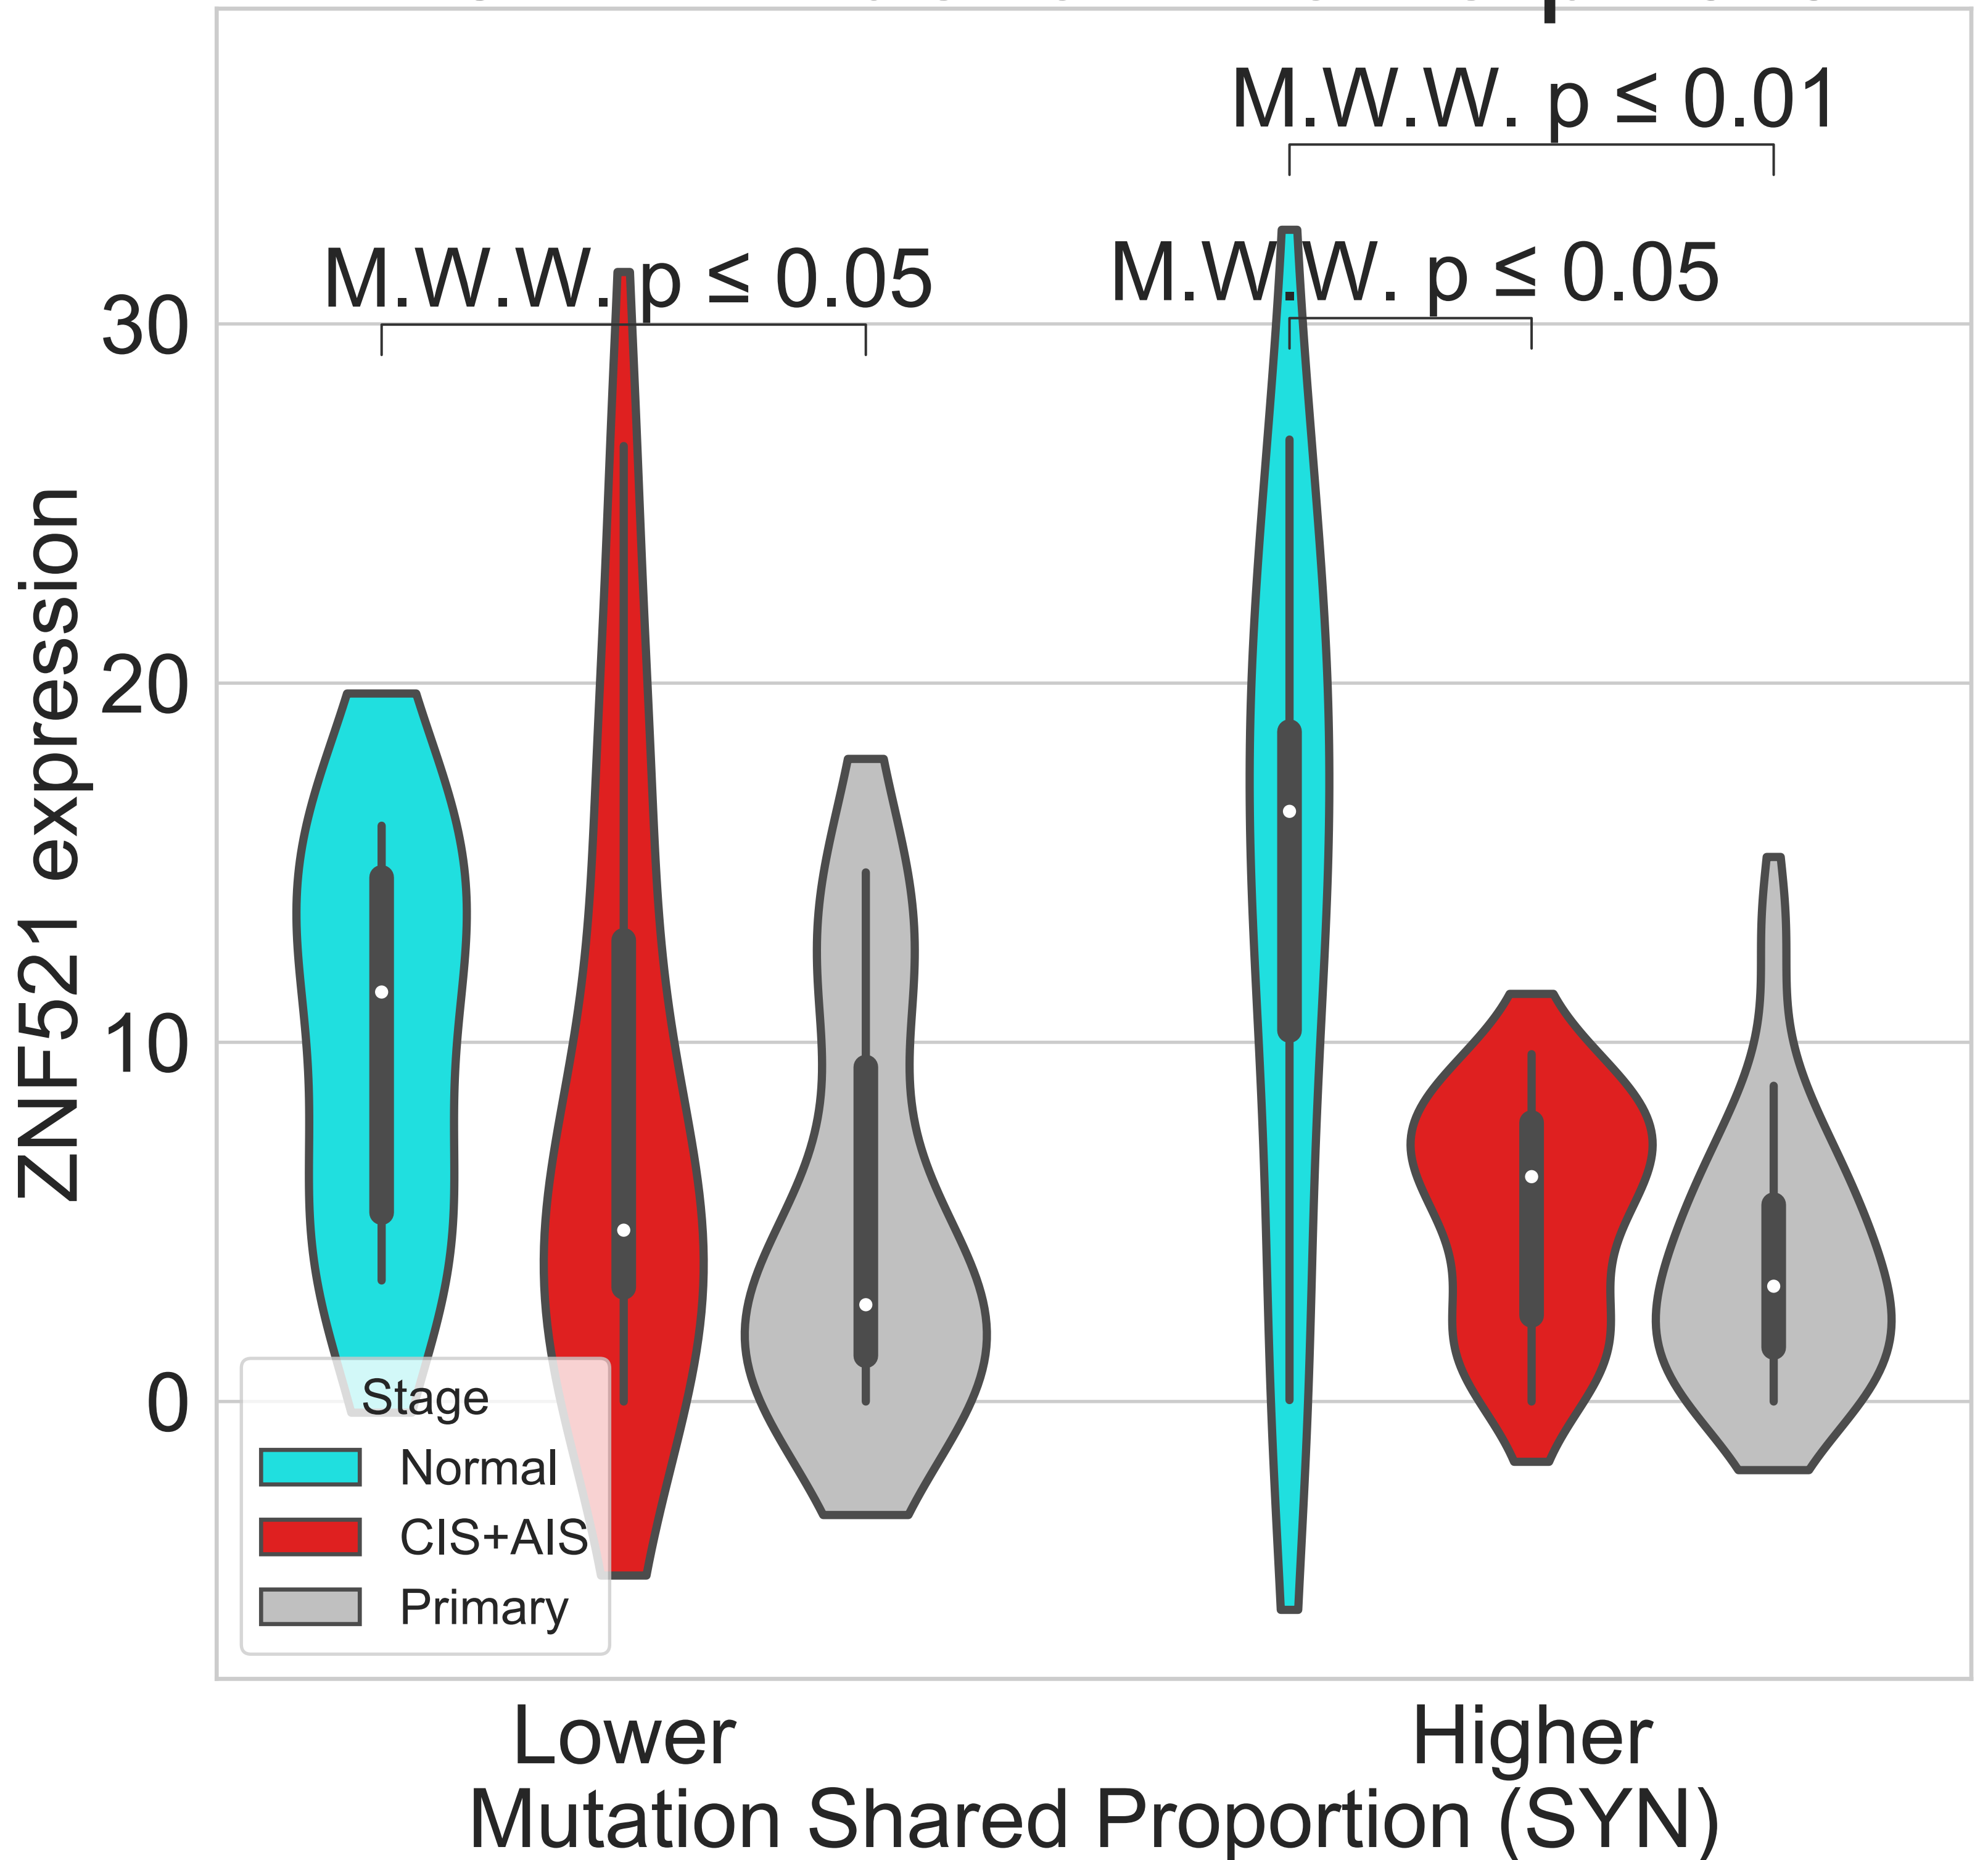 M.W.W. p ≤ 0.01
M.W.W. p ≤ 0.05
M.W.W. p ≤ 0.05
30
20
10
0
ZNF521 expression
Stage
Normal
CIS+AIS
Primary
Lower
Higher
Mutation Shared Proportion (SYN)